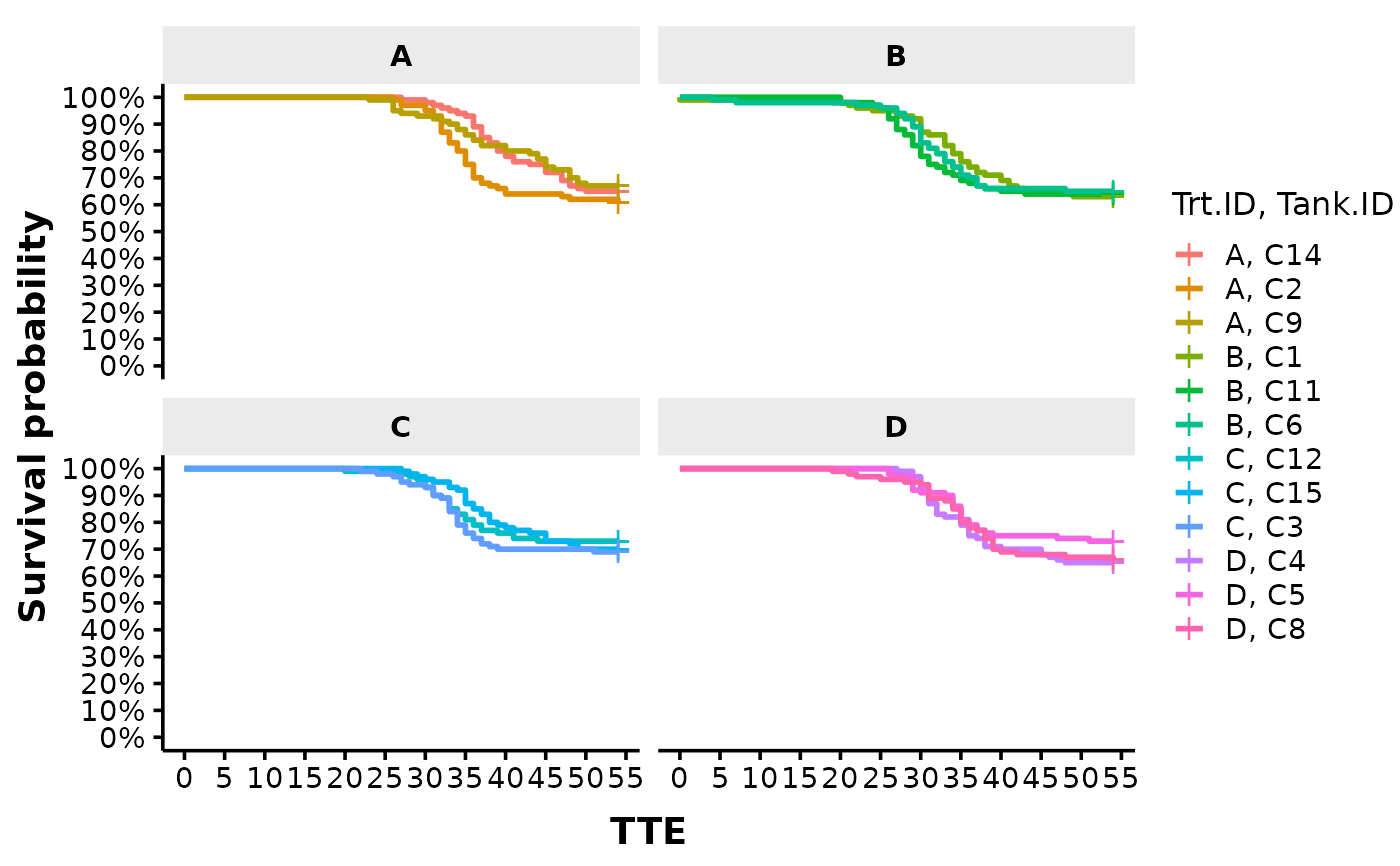 A
B
100%
90%
80%
70%
60%
50%
40%
30%
20%
10%
0%
C
D
100%
90%
80%
70%
60%
50%
40%
30%
20%
10%
0%
0 5 10 15 20 25 30 35 40 45 50 55
0 5 10 15 20 25 30 35 40 45 50 55
TTE
Survival probability
Trt.ID, Tank.ID
A, C14
A, C2
A, C9
B, C1
B, C11
B, C6
C, C12
C, C15
C, C3
D, C4
D, C5
D, C8